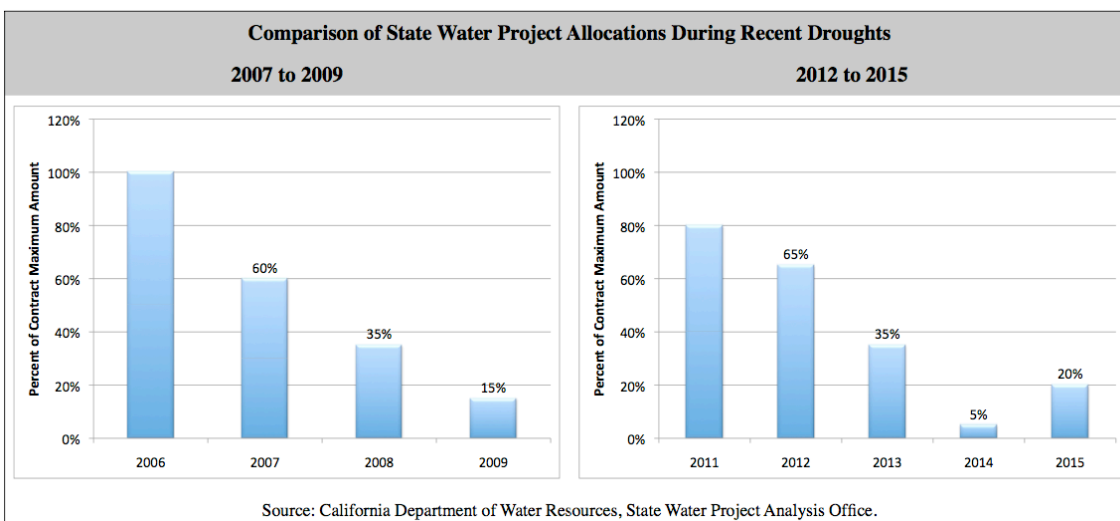 Comparison of State Water Project Allocations During Recent Droughts
2007 to 2009
2012 to 2015
Percent of Contract Maximum Amount
120%
100%
80%
60%
40%
20%
0%
60%
35%
15%
2006 2007 2008 2009
Percent of Contract Maximum Amount
120%
100%
80%
60%
40%
20%
0%
65%
35%
5%
20%
2011 2012 2013 2014 2015
Source: California Department of Water Resources, State Water Project Analysis Office.